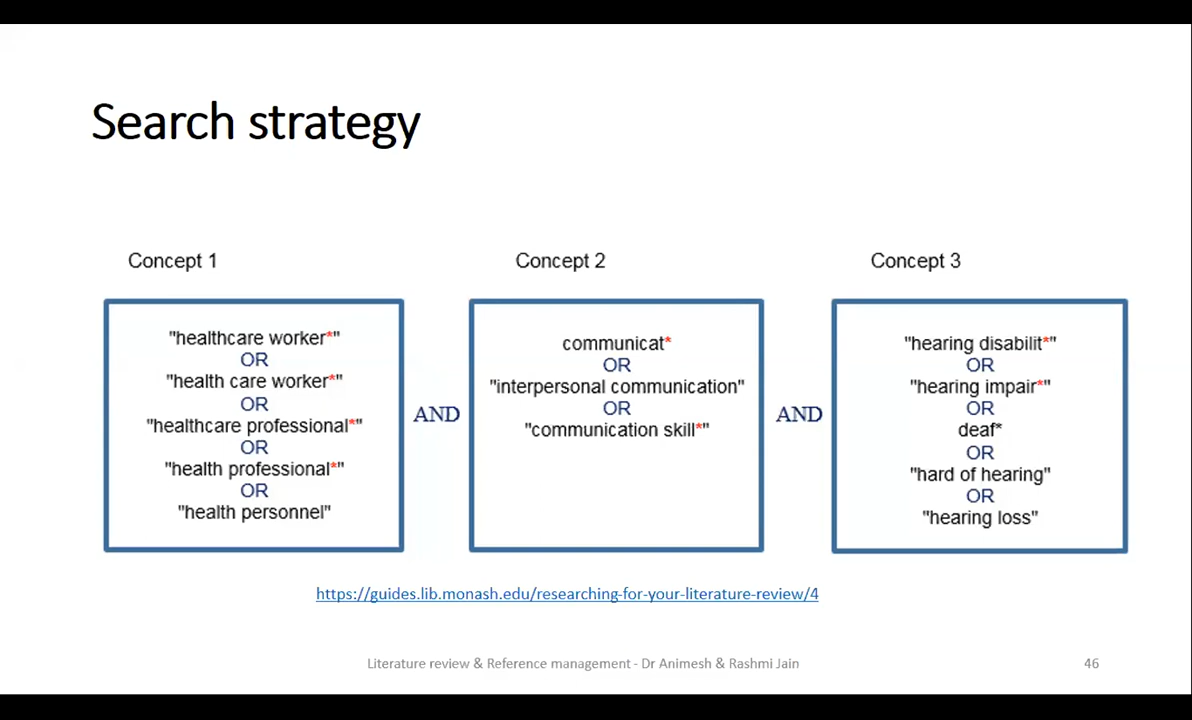 Search strategy
Concept 1
"healthcare worker*"
OR
"health care worker*"
OR
"healthcare professional*"
OR
"health professional*"
OR
"health personnel"
AND
Concept 2
communicat*
OR
"interpersonal communication"
OR
"communication skill*"
AND
Concept 3
"hearing disabilit*"
OR
"hearing impair*"
OR
deaf*
OR
"hard of hearing"
OR
"hearing loss"
https://guides.lib.monash.edu/researching-for-your-literature-review/4
Literature review & Reference management - Dr Animesh & Rashmi Jain
46